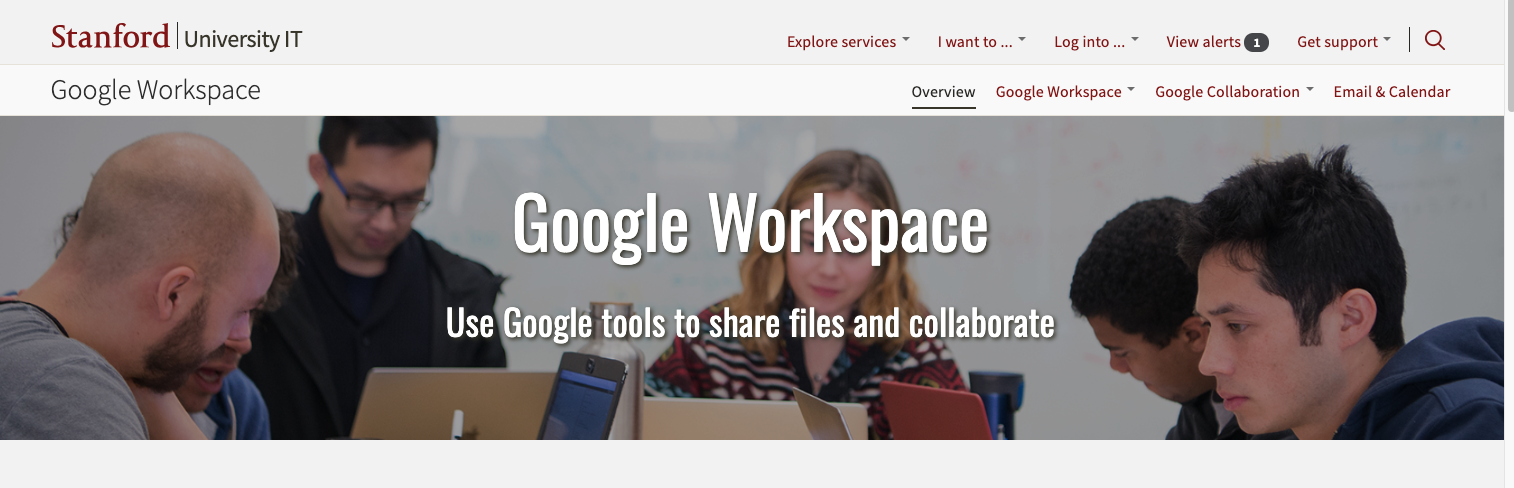 Stanford University IT
Explore services I want to ... Log into ... View alerts 1 Get support
Google Workspace
Overview Google Workspace Google Collaboration Email & Calendar
Google Workspace
Use Google tools to share files and collaborate